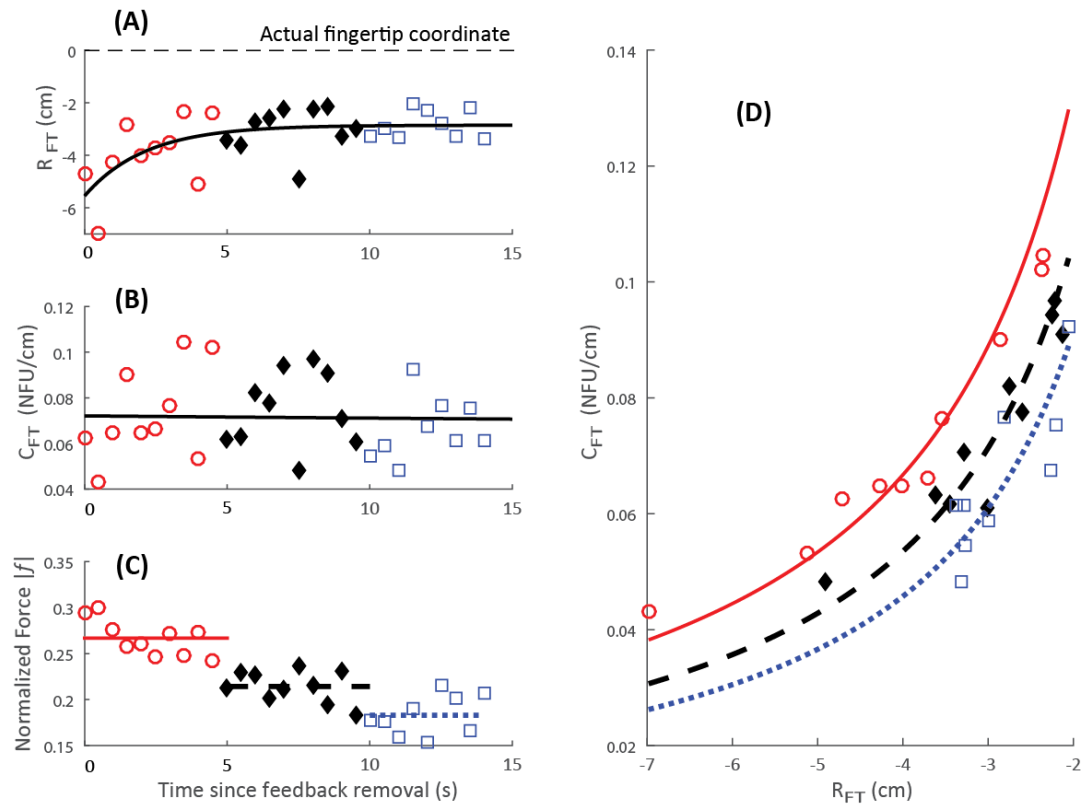 (A)
Actual fingertip coordinate
0
-2
-4
-6
R FT (cm)
0 5 10 15
(B)
0.12
0.1
0.08
0.06
0.04
C FT (NFU/cm)
0 5 10 15
(C)
0.35
0.3
0.25
0.2
0.15
Normalized Force |f|
0 5 10 15
Time since feedback removal (s)
(D)
0.14
0.12
0.1
0.08
0.06
0.04
0.02
C FT (NFU/cm)
-7 -6 -5 -4 -3 -2
R FT (cm)